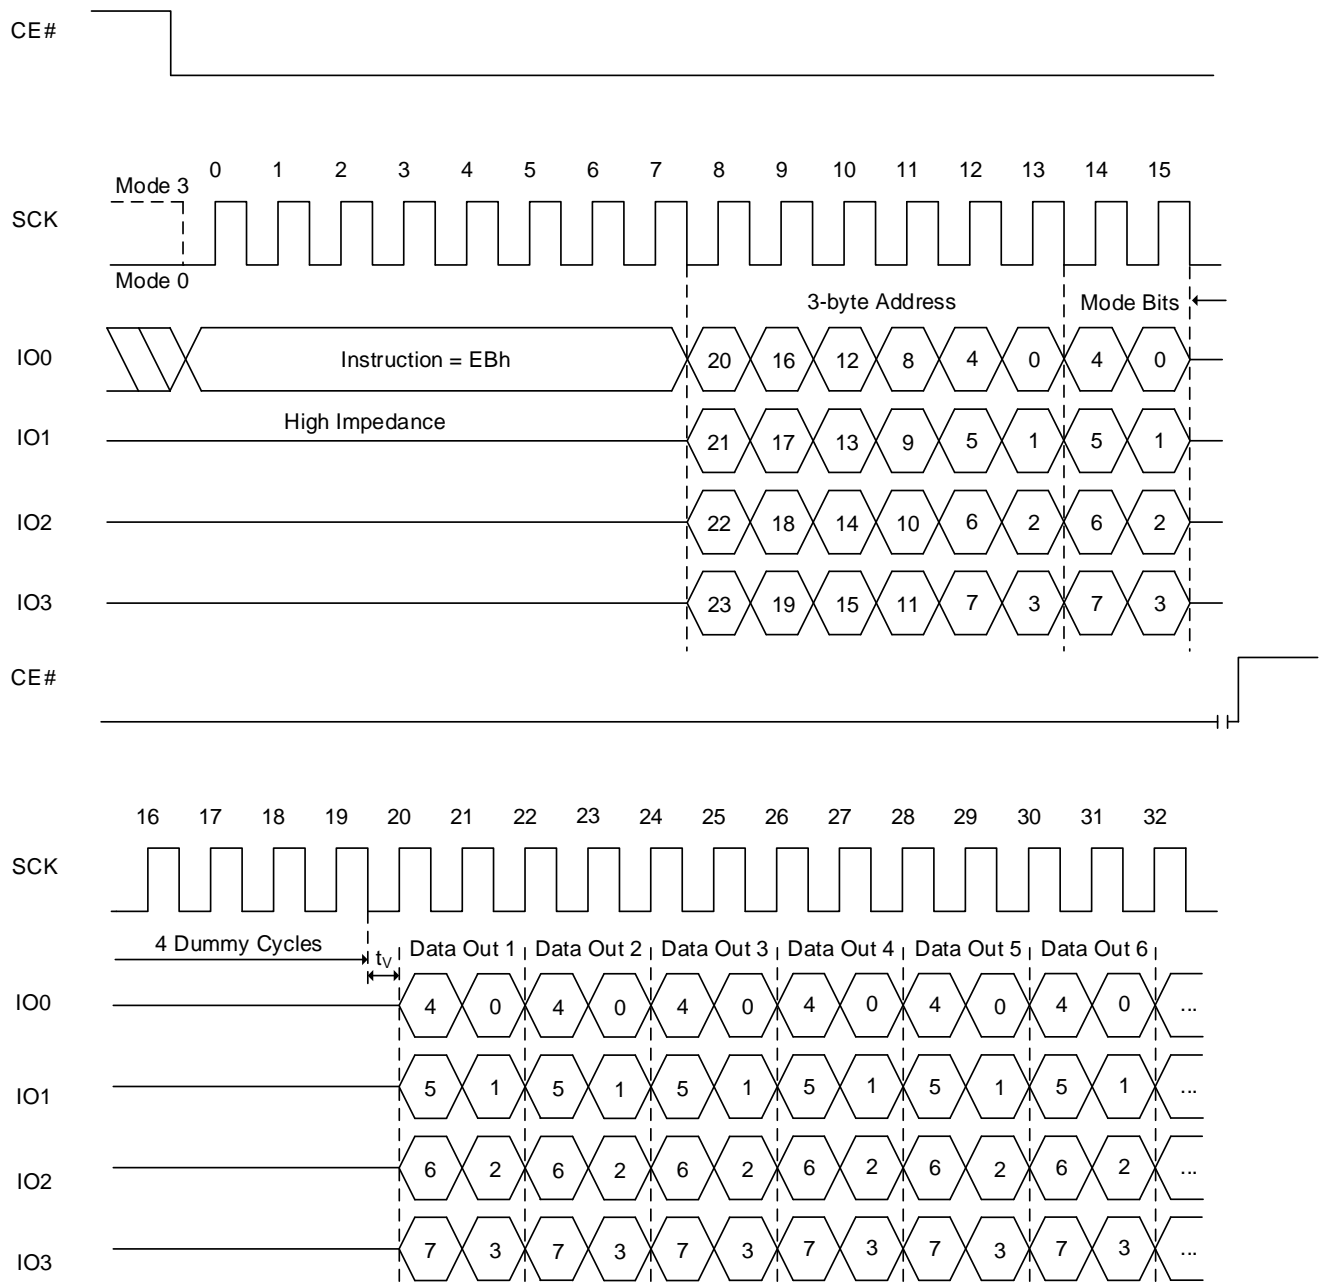 CE#
0 1 2 3 4 5 6 7 8 9 10 11 12 13 14 15
Mode 3
SCK
Mode 0
3-byte Address Mode Bits
IO0 Instruction = EBh 20 16 12 8 4 0 4 0
High Impedance
IO1 21 17 13 9 5 1 5 1
IO2 22 18 14 10 6 2 6 2
IO3 23 19 15 11 7 3 7 3
CE#
16 17 18 19 20 21 22 23 24 25 26 27 28 29 30 31 32
SCK
4 Dummy Cycles tV Data Out 1 Data Out 2 Data Out 3 Data Out 4 Data Out 5 Data Out 6
IO0 4 0 4 0 4 0 4 0 4 0 4 0 ...
IO1 5 1 5 1 5 1 5 1 5 1 5 1 ...
IO2 6 2 6 2 6 2 6 2 6 2 6 2 ...
IO3 7 3 7 3 7 3 7 3 7 3 7 3 ...